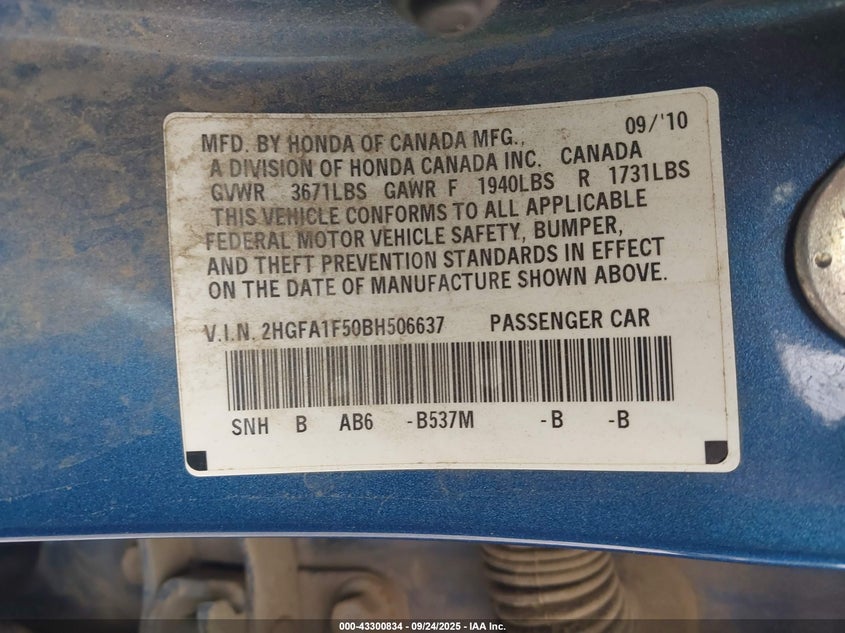 09/'10
MFD. BY HONDA OF CANADA MFG.,
A DIVISION OF HONDA CANADA INC. CANADA
GVWR 3671LBS GAWR F 1940LBS R 1731LBS
THIS VEHICLE CONFORMS TO ALL APPLICABLE
FEDERAL MOTOR VEHICLE SAFETY, BUMPER,
AND THEFT PREVENTION STANDARDS IN EFFECT
ON THE DATE OF MANUFACTURE SHOWN ABOVE.
V.I.N. 2HGFA1F50BH506637 PASSENGER CAR
SNH B AB6 -B537M -B -B
000-43300834 - 09/24/2025 - IAA Inc.